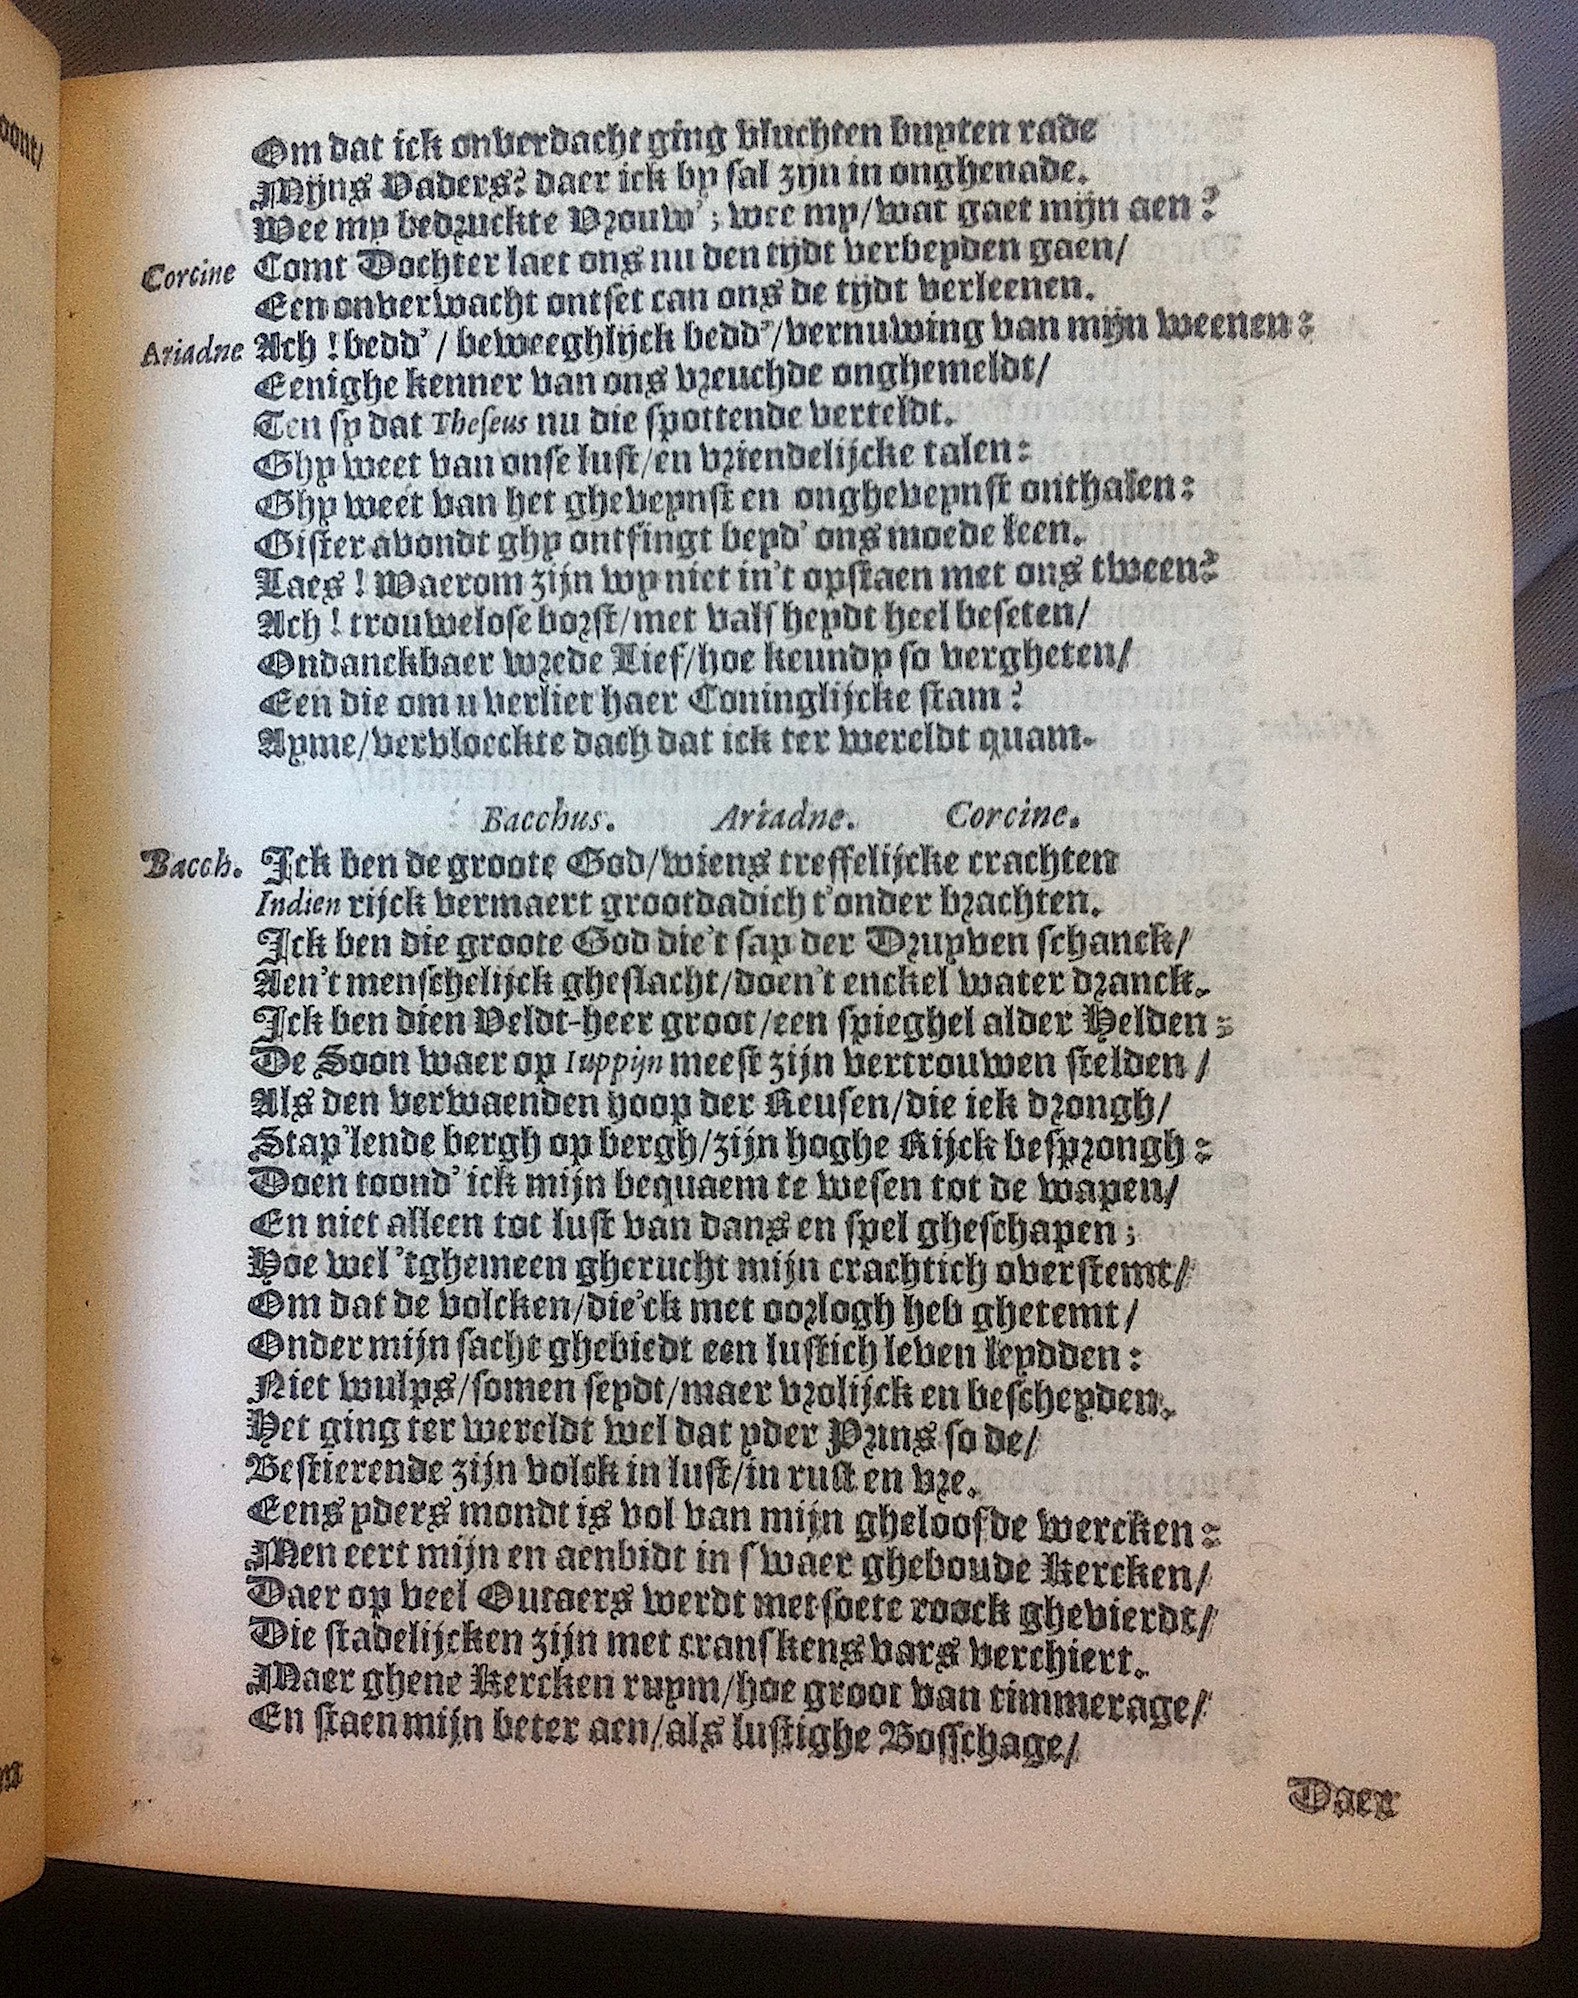 Om dat ick onverdacht ging vluchten buyten rade
Mijns Vaders? daer ick by sal zijn in onghenade.
Wee my bedruckte Vrouw'; wee my/wat gaet mijn aen?
Corcine Comt Dochter laet ons nu den tijdt verbeyden gaen/
Een onverwacht ontset can ons de tijdt verleenen.
Ariadne Ach! bedd'/ beweeghlijck bedd'/vernuwing van mijn weenen:
Eenighe kenner van ons vreuchde onghemeldt/
Ten sy dat Theseus nu die spottende verteldt.
Ghy weet van onse lust/en vriendelijcke talen:
Ghy weet van het gheveynst en ongheveynst onthalen:
Gister avondt ghy ontfingt beyd' ons moede leen.
Laes! Waerom zijn wy niet in't opstaen met ons tween?
Ach! trouwelose borst/met valsheydt heel beseten/
Ondanckbaer wrede Lief/hoe keundy so vergheten/
Een die om u verliet haer Coninglijcke stam?
Ayme/vervloeckte dach dat ick ter wereldt quam.
Bacchus. Ariadne. Corcine.
Bacch. Ick ben de groote God/wiens treffelijcke crachten
Indien rijck vermaert grootdadich t'onder brachten.
Ick ben die groote God die't sap der Druyven schanck/
Aen't menschelijck gheslacht/doen't enckel water dranck.
Ick ben dien Veldt-heer groot/een spieghel alder Helden:
De Soon waer op Iuppijn meest zijn vertrouwen stelden/
Als den verwaenden hoop der Reusen/die ick drongh/
Stap'lende bergh op bergh/zijn hoghe Rijck besprongh:
Doen toond' ick mijn bequaem te wesen tot de wapen/
En niet alleen tot lust van dans en spel gheschapen;
Hoe wel 'tghemeen gherucht mijn crachtich overstemt/
Om dat de volcken/die'ck met oorlogh heb ghetemt/
Onder mijn sacht ghebiedt een lustich leven leydden:
Niet wulps/somen seydt/maer vrolijck en bescheyden.
Het ging ter wereldt wel dat yder Prins so de/
Bestierende zijn volck in lust/in rust en vre.
Eens yders mondt is vol van mijn gheloofde wercken:
Men eert mijn en aenbidt in swaer gheboude kercken/
Daer op veel Outaers werdt met soete roock ghevierdt/
Die stadelijcken zijn met cranskens vars verchiert.
Maer ghene kercken ruym/hoe groot van timmerage/
En staen mijn beter aen/als lustighe Bosschage/
Daer